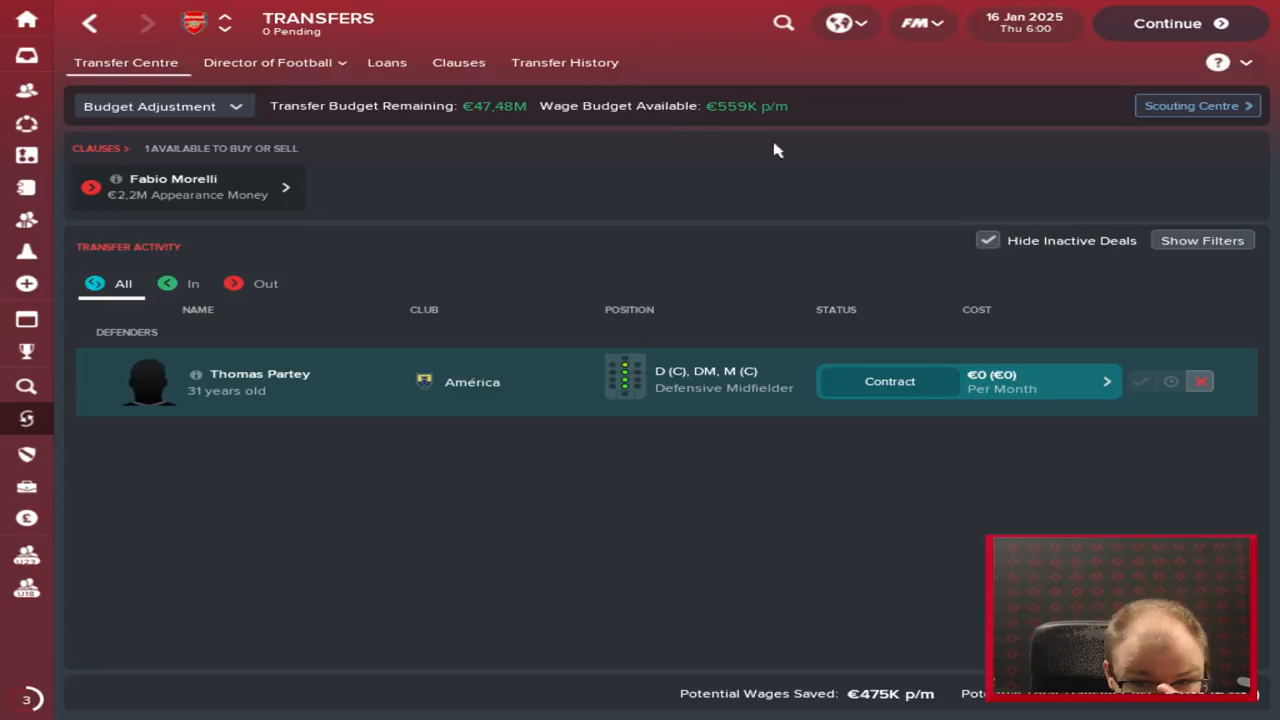 TRANSFERS
0 Pending
FM
16 Jan 2025
Thu 6:00
Continue
Transfer Centre
Director of Football
Loans
Clauses
Transfer History
?
Budget Adjustment
Transfer Budget Remaining: €47,48M
Wage Budget Available: €559K p/m
Scouting Centre >
CLAUSES >
1 AVAILABLE TO BUY OR SELL
Fabio Morelli
€2,2M Appearance Money
TRANSFER ACTIVITY
Hide Inactive Deals
Show Filters
All
In
Out
NAME
CLUB
POSITION
STATUS
COST
DEFENDERS
Thomas Partey
31 years old
América
D (C), DM, M (C)
Defensive Midfielder
Contract
€0 (€0)
Per Month
U23
U18
3
Potential Wages Saved: €475K p/m